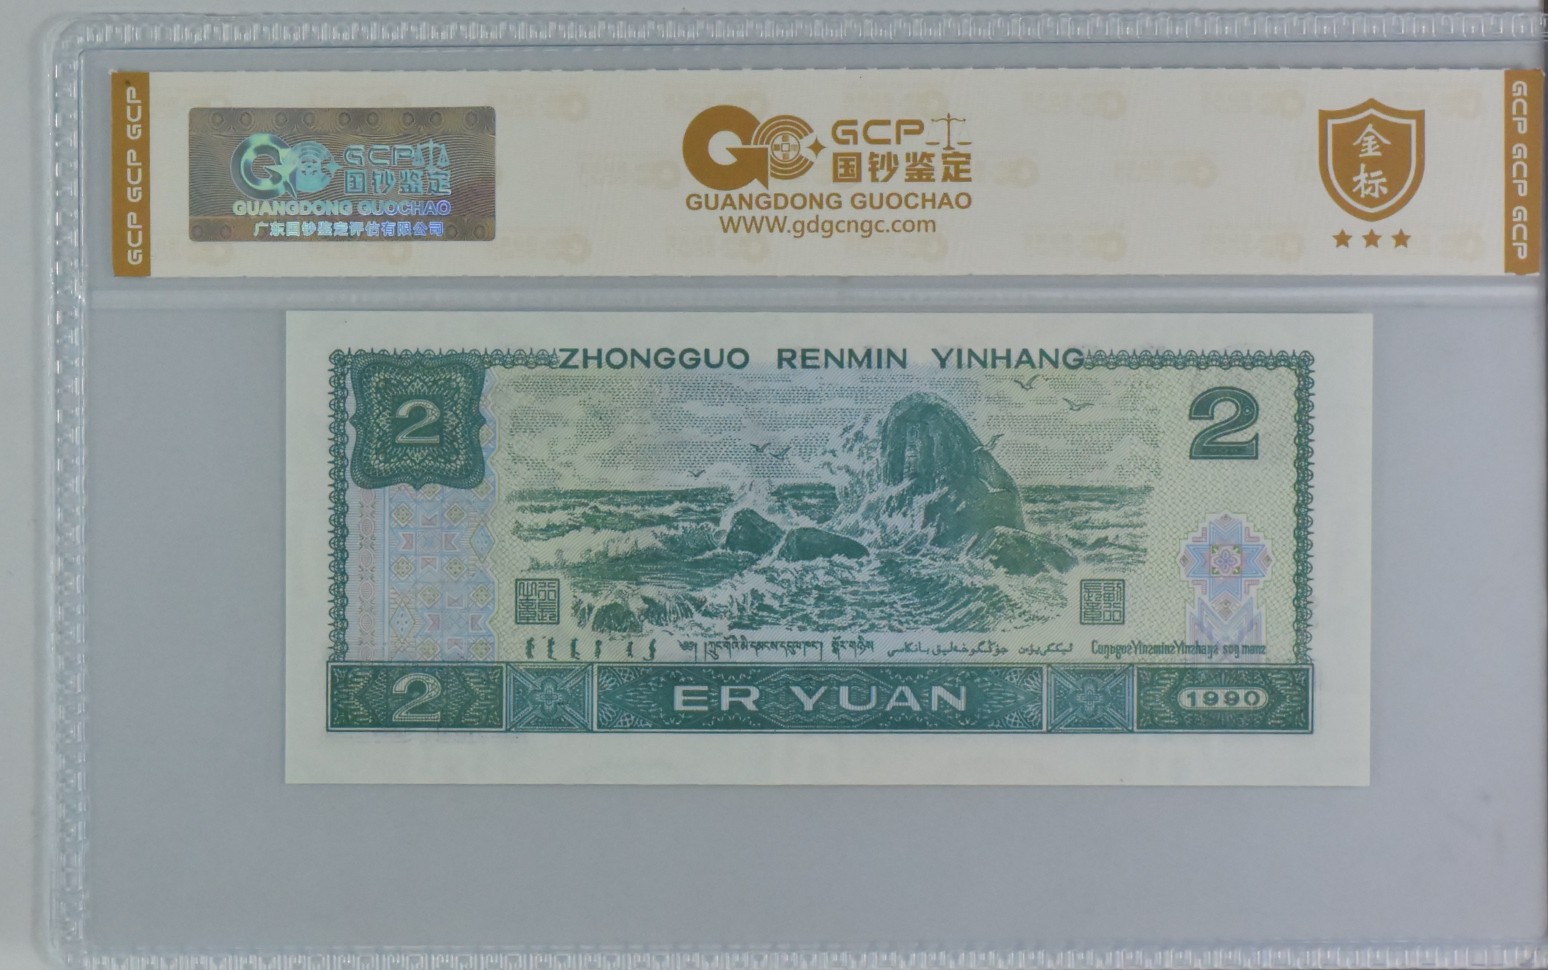 GCP GCP GCP
GCP
国钞鉴定
GUANGDONG GUOCHAO
广东国钞鉴定评估有限公司
GCP
国钞鉴定
GUANGDONG GUOCHAO
www.gdgcngc.com
金标
GCP GCP GCP
ZHONGGUO RENMIN YINHANG
2
2
2
ER YUAN
1990